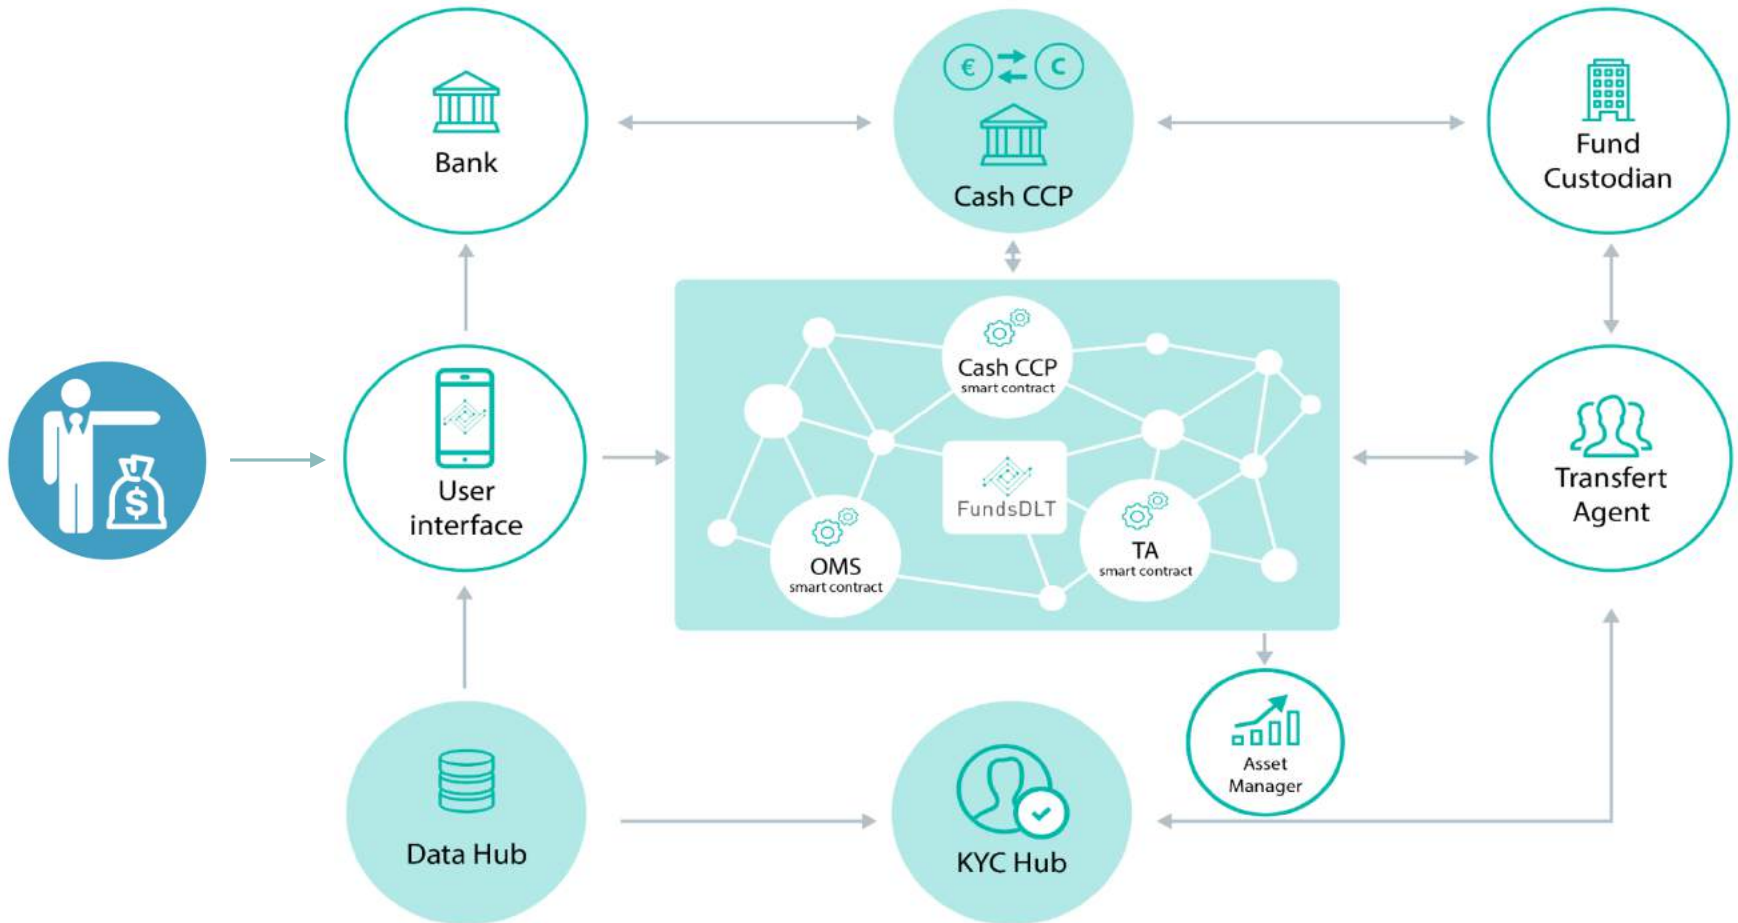 €
C
Bank
Cash CCP
Fund
Custodian
Cash CCP
smart contract
$
User
interface
FundsDLT
OMS
smart contract
TA
smart contract
Transfert
Agent
Asset
Manager
Data Hub
KYC Hub